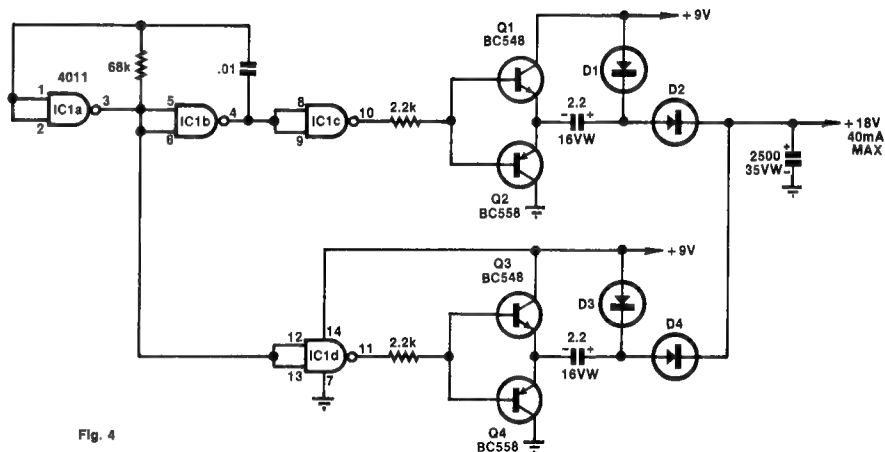 +9V
Q1
BC548
68k
.01
D1
4011
D2
1
2
IC1a
3
5
6
IC1b
4
8
9
IC1c
10
2.2k
- 2.2 +
16VW
+18V
40mA
MAX
2500
35VW
+
-
Q2
BC558
+9V
Q3
BC548
D3
D4
12
13
14
IC1d
7
11
2.2k
- 2.2 +
16VW
Q4
BC558
Fig. 4